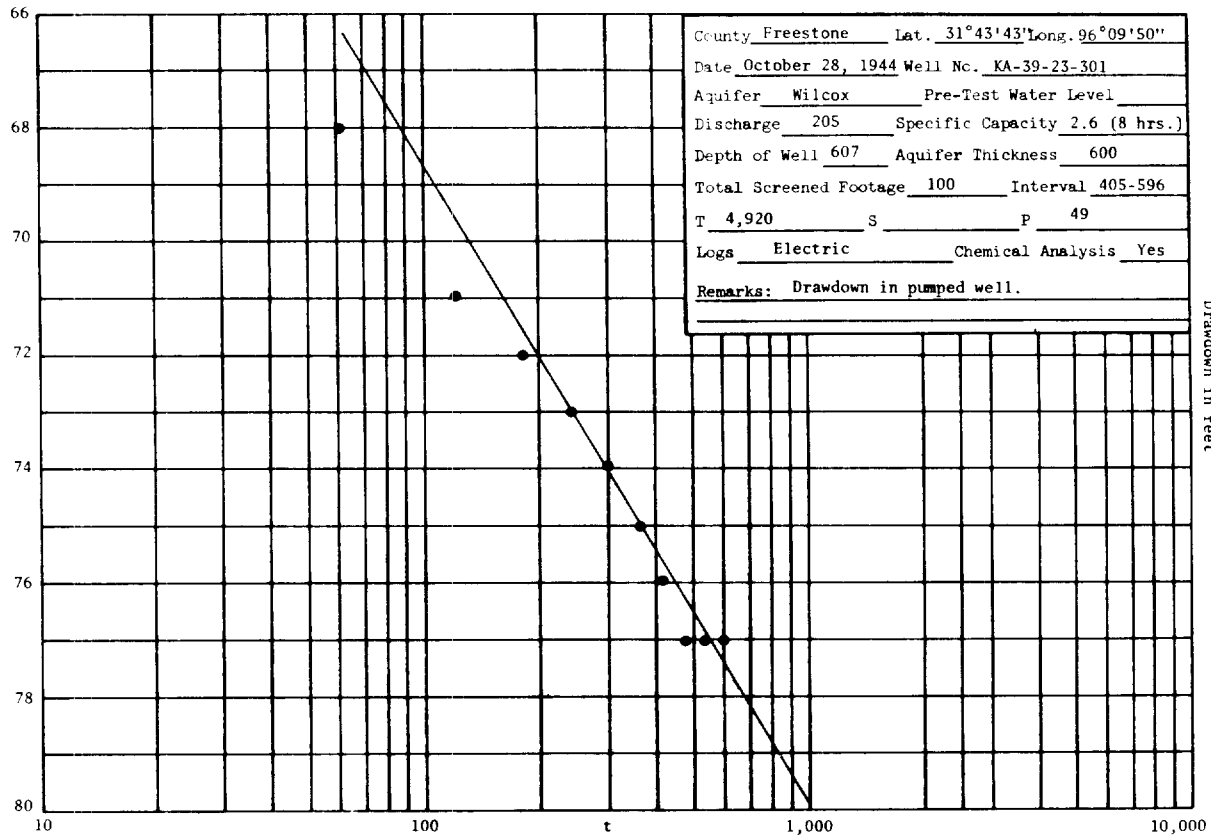 66
68
70
72
74
76
78
80
10
100
t
1,000
10,000
County Freestone Lat. 31°43'43" Long. 96°09'50"
Date October 28, 1944 Well No. KA-39-23-301
Aquifer Wilcox Pre-Test Water Level
Discharge 205 Specific Capacity 2.6 (8 hrs.)
Depth of Well 607 Aquifer Thickness 600
Total Screened Footage 100 Interval 405-596
T 4,920 S P 49
Logs Electric Chemical Analysis Yes
Remarks: Drawdown in pumped well.
Drawdown in feet